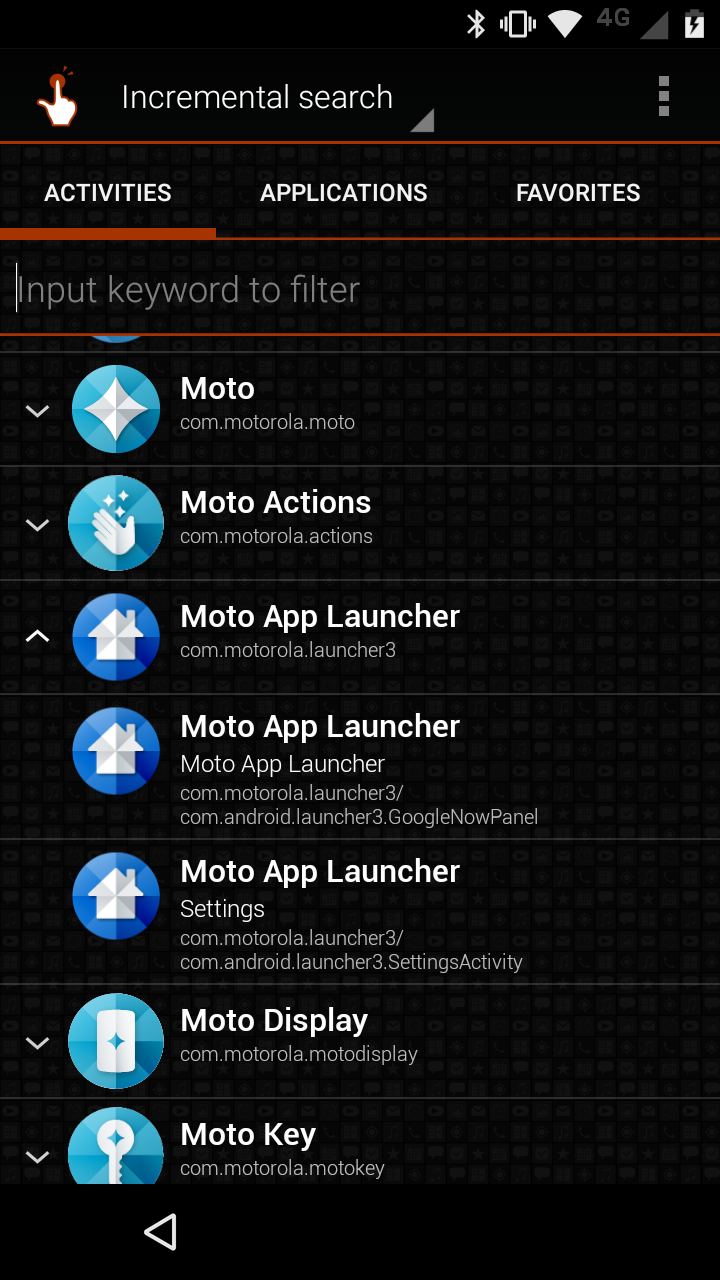 4G
Incremental search
ACTIVITIES
APPLICATIONS
FAVORITES
Input keyword to filter
Moto
com.motorola.moto
Moto Actions
com.motorola.actions
Moto App Launcher
com.motorola.launcher3
Moto App Launcher
Moto App Launcher
com.motorola.launcher3/
com.android.launcher3.GoogleNowPanel
Moto App Launcher
Settings
com.motorola.launcher3/
com.android.launcher3.SettingsActivity
Moto Display
com.motorola.motodisplay
Moto Key
com.motorola.motokey